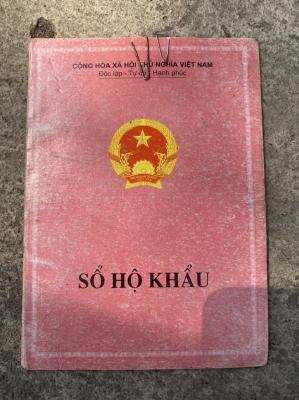 CỘNG HÒA XÃ HỘI CHỦ NGHĨA VIỆT NAM
Độc lập - Tự do - Hạnh phúc
SỔ HỘ KHẨU